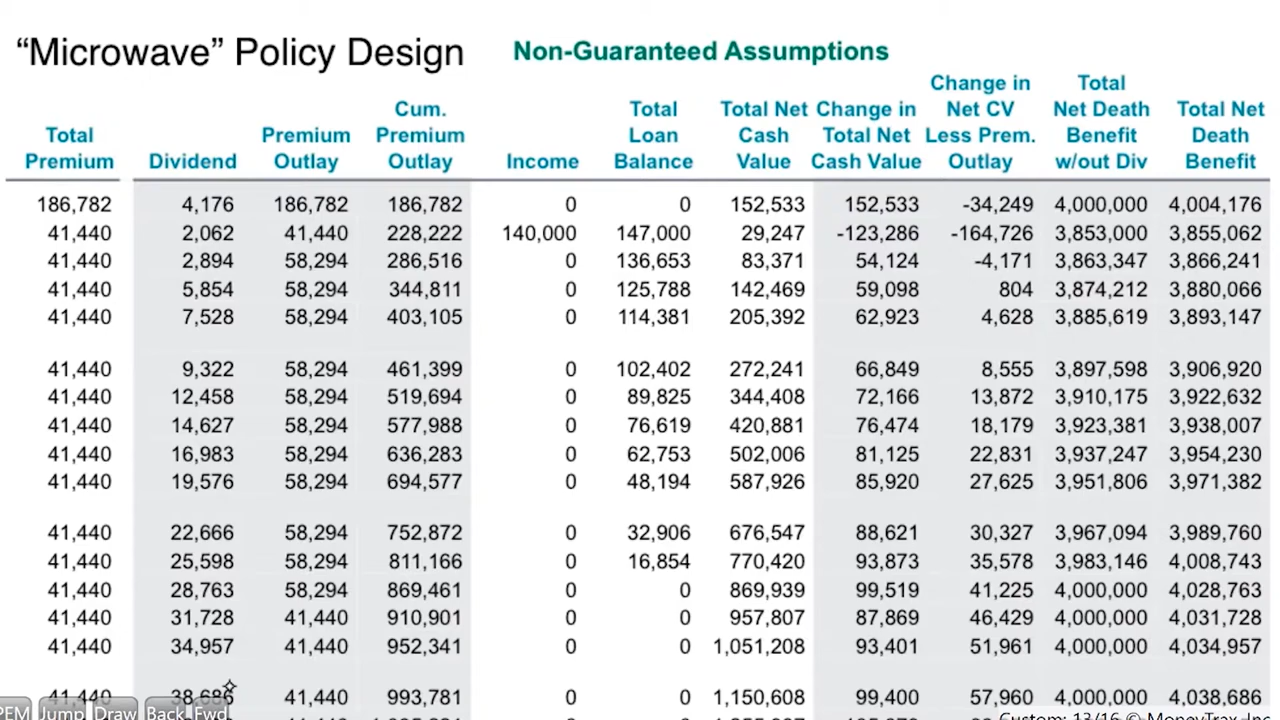 “Microwave” Policy Design
Non-Guaranteed Assumptions
Total Premium Dividend Premium Outlay Cum. Premium Outlay Income Total Loan Balance Total Net Cash Value Change in Total Net Cash Value Change in Net CV Less Prem. Outlay Total Net Death Benefit w/out Div Total Net Death Benefit
186,782 4,176 186,782 186,782 0 0 152,533 152,533 -34,249 4,000,000 4,004,176
41,440 2,062 41,440 228,222 140,000 147,000 29,247 -123,286 -164,726 3,853,000 3,855,062
41,440 2,894 58,294 286,516 0 136,653 83,371 54,124 -4,171 3,863,347 3,866,241
41,440 5,854 58,294 344,811 0 125,788 142,469 59,098 804 3,874,212 3,880,066
41,440 7,528 58,294 403,105 0 114,381 205,392 62,923 4,628 3,885,619 3,893,147
41,440 9,322 58,294 461,399 0 102,402 272,241 66,849 8,555 3,897,598 3,906,920
41,440 12,458 58,294 519,694 0 89,825 344,408 72,166 13,872 3,910,175 3,922,632
41,440 14,627 58,294 577,988 0 76,619 420,881 76,474 18,179 3,923,381 3,938,007
41,440 16,983 58,294 636,283 0 62,753 502,006 81,125 22,831 3,937,247 3,954,230
41,440 19,576 58,294 694,577 0 48,194 587,926 85,920 27,625 3,951,806 3,971,382
41,440 22,666 58,294 752,872 0 32,906 676,547 88,621 30,327 3,967,094 3,989,760
41,440 25,598 58,294 811,166 0 16,854 770,420 93,873 35,578 3,983,146 4,008,743
41,440 28,763 58,294 869,461 0 0 869,939 99,519 41,225 4,000,000 4,028,763
41,440 31,728 41,440 910,901 0 0 957,807 87,869 46,429 4,000,000 4,031,728
41,440 34,957 41,440 952,341 0 0 1,051,208 93,401 51,961 4,000,000 4,034,957
41,440 38,686 41,440 993,781 0 0 1,150,608 99,400 57,960 4,000,000 4,038,686
PEM Jump Draw Back Fwd